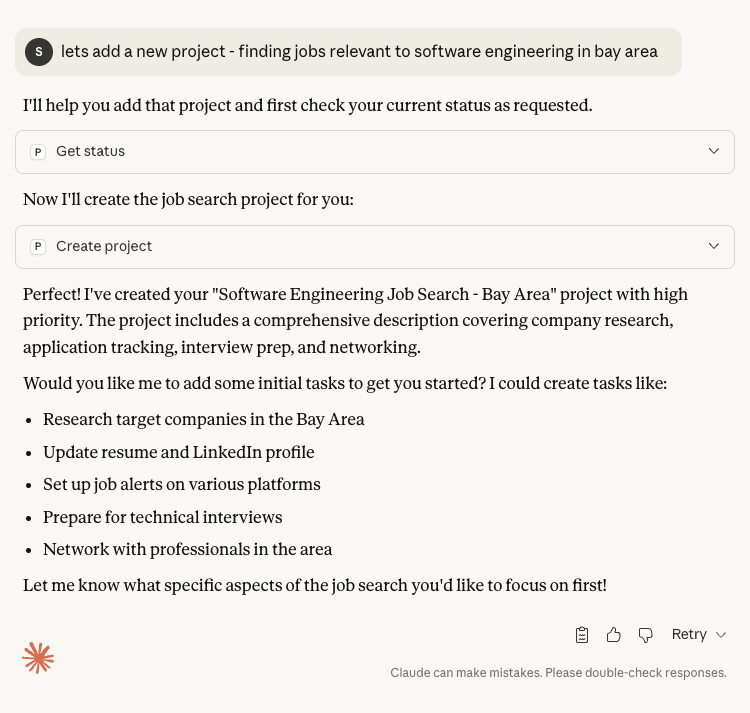 S lets add a new project - finding jobs relevant to software engineering in bay area
I'll help you add that project and first check your current status as requested.
P Get status
Now I'll create the job search project for you:
P Create project
Perfect! I've created your "Software Engineering Job Search - Bay Area" project with high
priority. The project includes a comprehensive description covering company research,
application tracking, interview prep, and networking.
Would you like me to add some initial tasks to get you started? I could create tasks like:
• Research target companies in the Bay Area
• Update resume and LinkedIn profile
• Set up job alerts on various platforms
• Prepare for technical interviews
• Network with professionals in the area
Let me know what specific aspects of the job search you'd like to focus on first!
Retry
Claude can make mistakes. Please double-check responses.